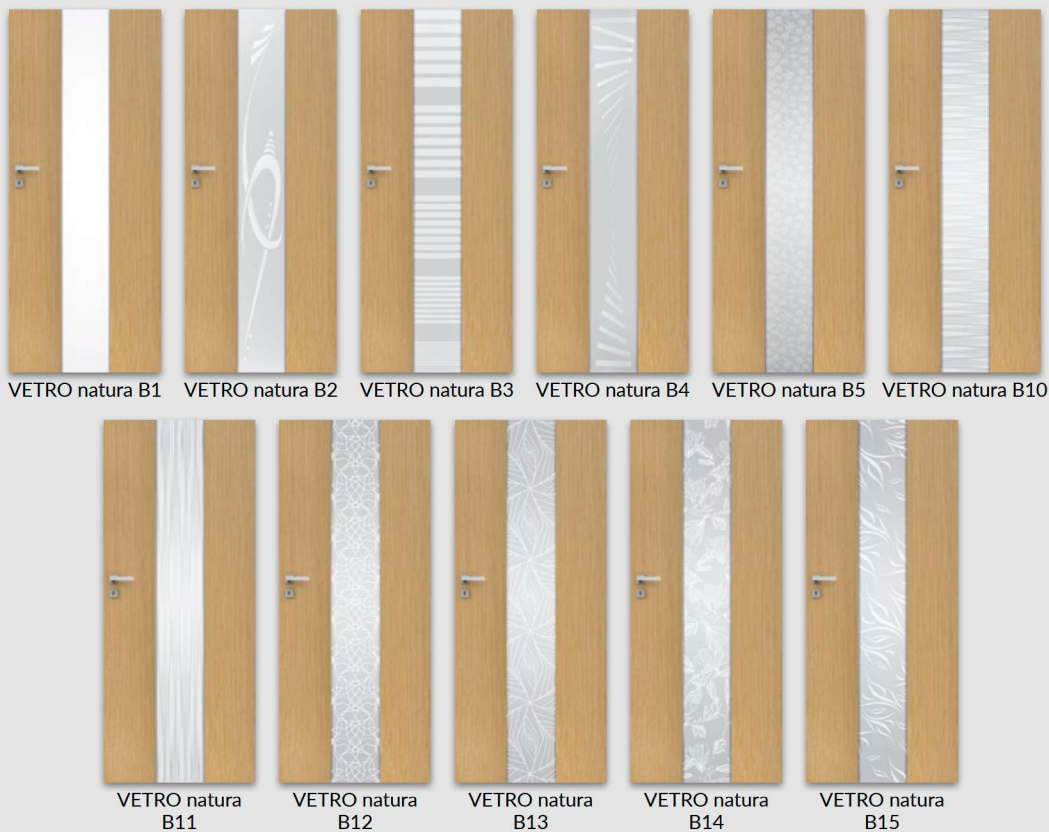 VETRO natura B1
VETRO natura B2
VETRO natura B3
VETRO natura B4
VETRO natura B5
VETRO natura B10
VETRO natura
B11
VETRO natura
B12
VETRO natura
B13
VETRO natura
B14
VETRO natura
B15